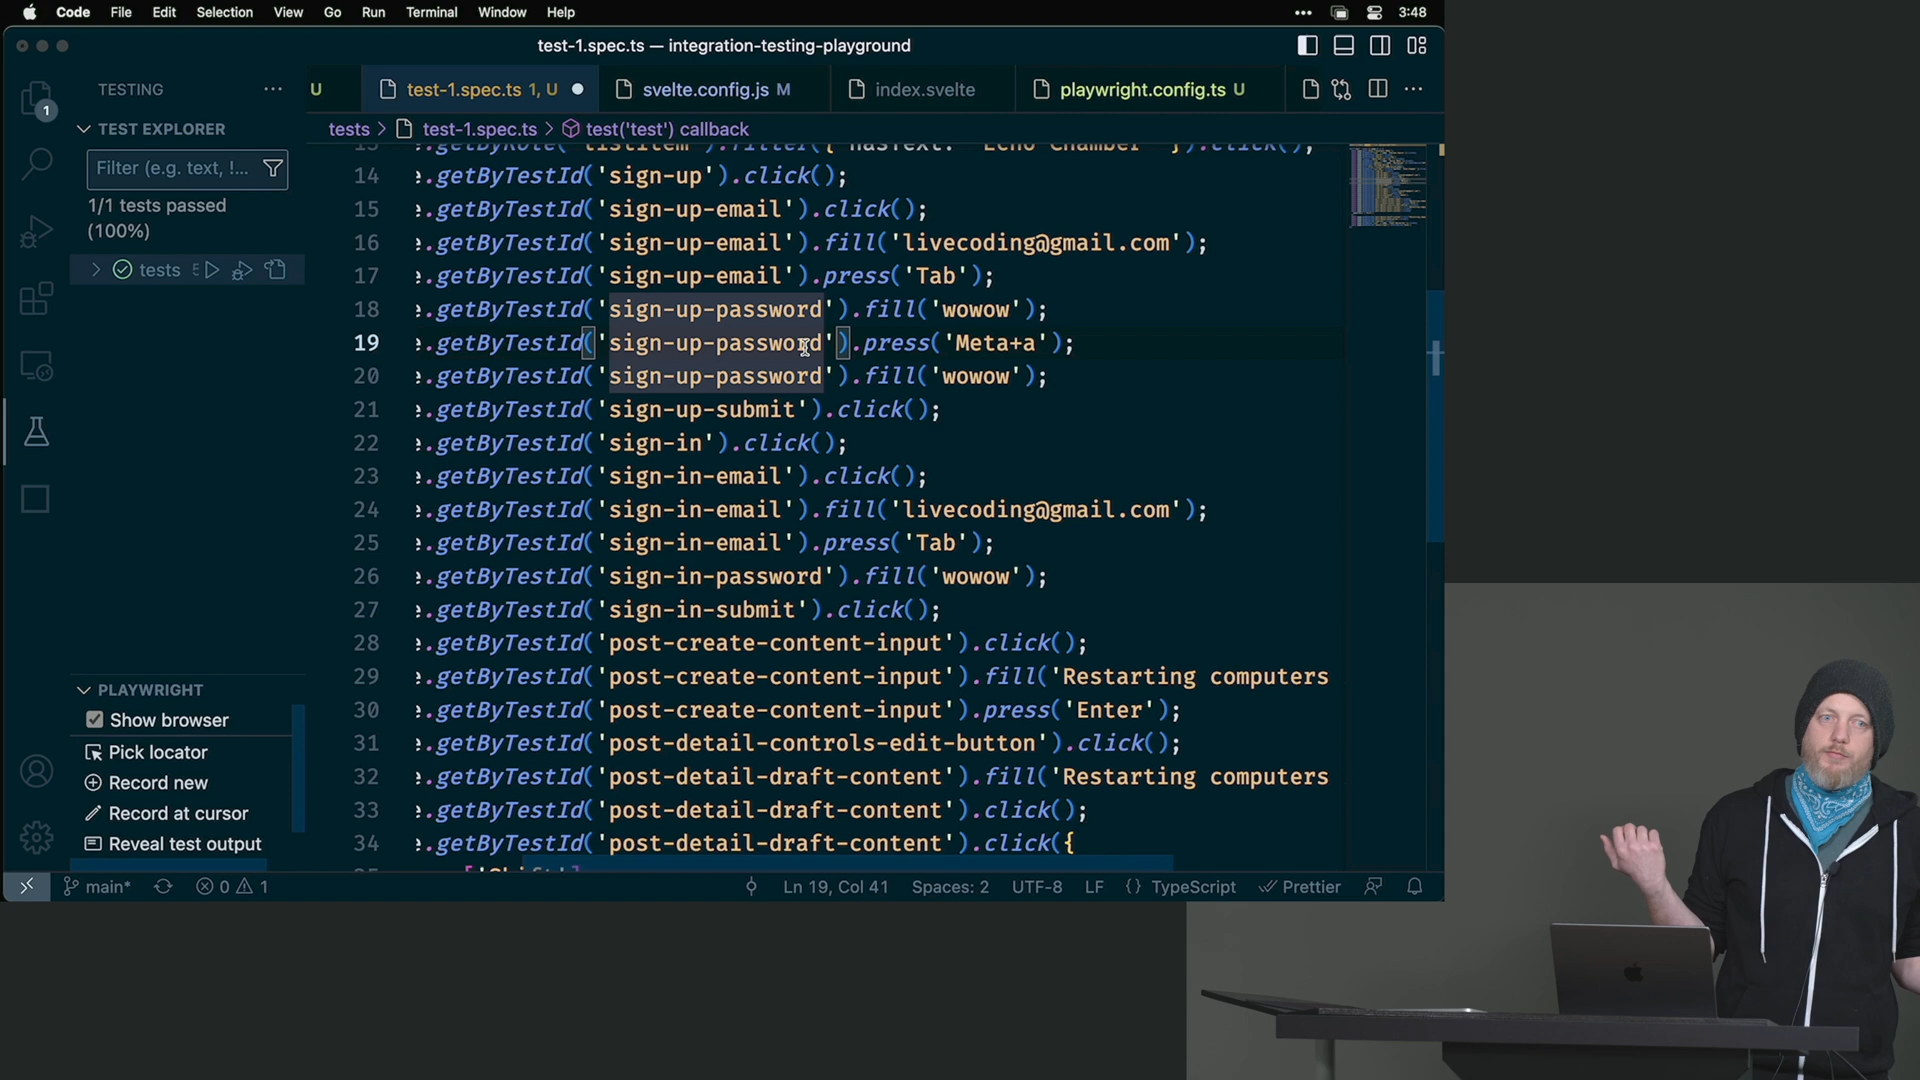 Code File Edit Selection View Go Run Terminal Window Help ••• 3:48
test-1.spec.ts — integration-testing-playground
TESTING ···
U
test-1.spec.ts 1, U
svelte.config.js M
index.svelte
playwright.config.ts U
···
TEST EXPLORER
tests > test-1.spec.ts > test('test') callback
Filter (e.g. text, !...
1/1 tests passed
(100%)
1
tests
.getByRole('listitem').filter({ hasText: 'Echo Chamber' }).click();
14 .getByTestId('sign-up').click();
15 .getByTestId('sign-up-email').click();
16 .getByTestId('sign-up-email').fill('livecoding@gmail.com');
17 .getByTestId('sign-up-email').press('Tab');
18 .getByTestId('sign-up-password').fill('wowow');
19 .getByTestId('sign-up-password').press('Meta+a');
20 .getByTestId('sign-up-password').fill('wowow');
21 .getByTestId('sign-up-submit').click();
22 .getByTestId('sign-in').click();
23 .getByTestId('sign-in-email').click();
24 .getByTestId('sign-in-email').fill('livecoding@gmail.com');
25 .getByTestId('sign-in-email').press('Tab');
26 .getByTestId('sign-in-password').fill('wowow');
27 .getByTestId('sign-in-submit').click();
28 .getByTestId('post-create-content-input').click();
29 .getByTestId('post-create-content-input').fill('Restarting computers
30 .getByTestId('post-create-content-input').press('Enter');
31 .getByTestId('post-detail-controls-edit-button').click();
32 .getByTestId('post-detail-draft-content').fill('Restarting computers
33 .getByTestId('post-detail-draft-content').click();
34 .getByTestId('post-detail-draft-content').click({
PLAYWRIGHT
Show browser
Pick locator
Record new
Record at cursor
Reveal test output
main* 0 1 Ln 19, Col 41 Spaces: 2 UTF-8 LF {} TypeScript Prettier